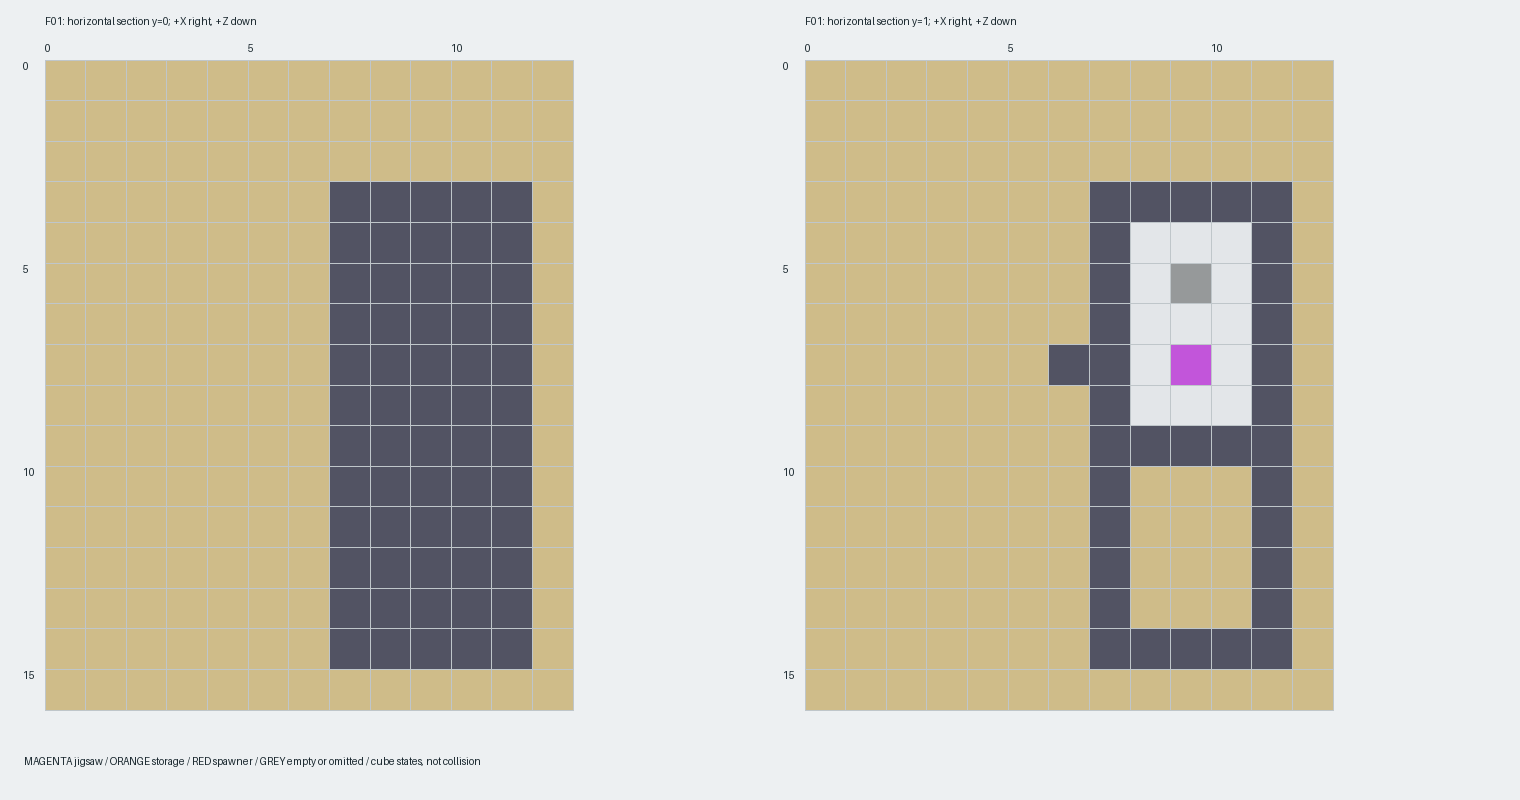 F01: horizontal section y=0; +X right, +Z down
0 5 10
0
5
10
15
F01: horizontal section y=1; +X right, +Z down
0 5 10
0
5
10
15
MAGENTA jigsaw / ORANGE storage / RED spawner / GREY empty or omitted / cube states, not collision